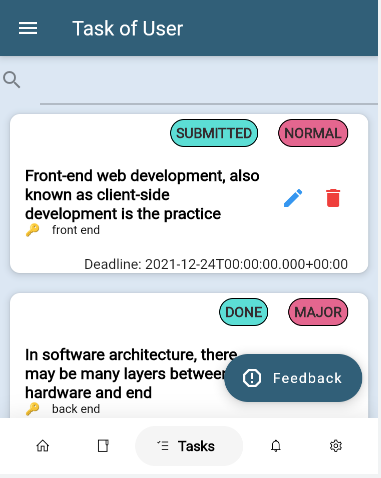 Task of User
SUBMITTED NORMAL
Front-end web development, also
known as client-side
development is the practice
front end
Deadline: 2021-12-24T00:00:00.000+00:00
DONE MAJOR
In software architecture, there
may be many layers between
hardware and end
back end
Feedback
Tasks